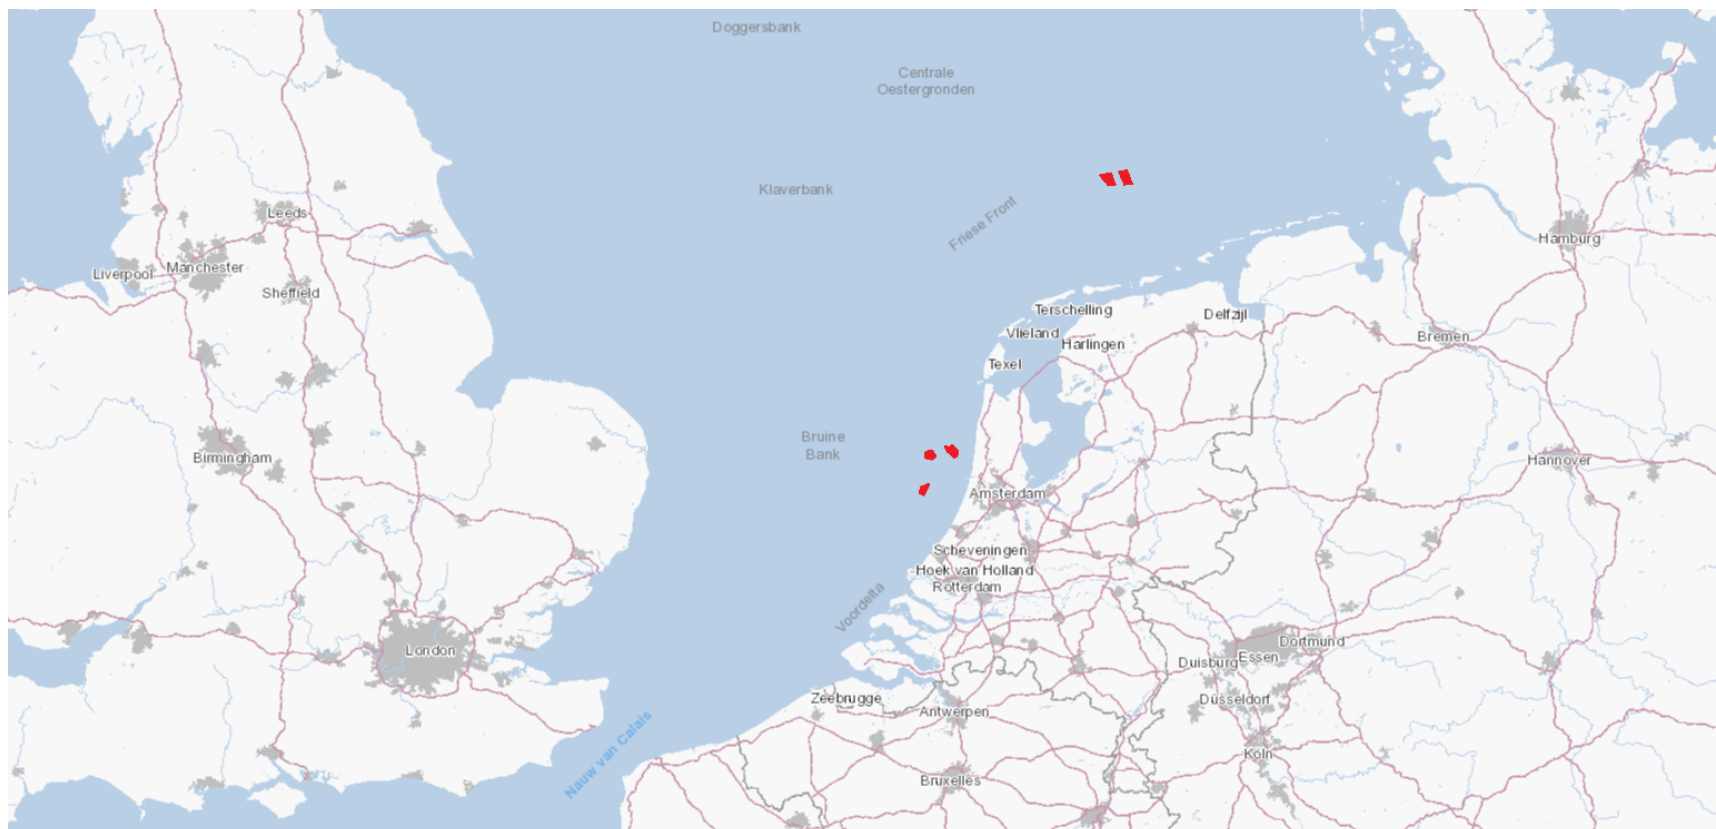 Doggersbank
Centrale
Oestergronden
Klaverbank
Friese Front
Leeds
Hamburg
Manchester
Liverpool
Sheffield
Terschelling
Delfzijl
Vlieland
Harlingen
Bremen
Texel
Bruine
Bank
Birmingham
Hannover
Amsterdam
Scheveningen
Hoek van Holland
Rotterdam
Voordelta
London
Dortmund
Essen
Duisburg
Zeebrugge
Düsseldorf
Antwerpen
Nauw van Calais
Köln
Bruxelles